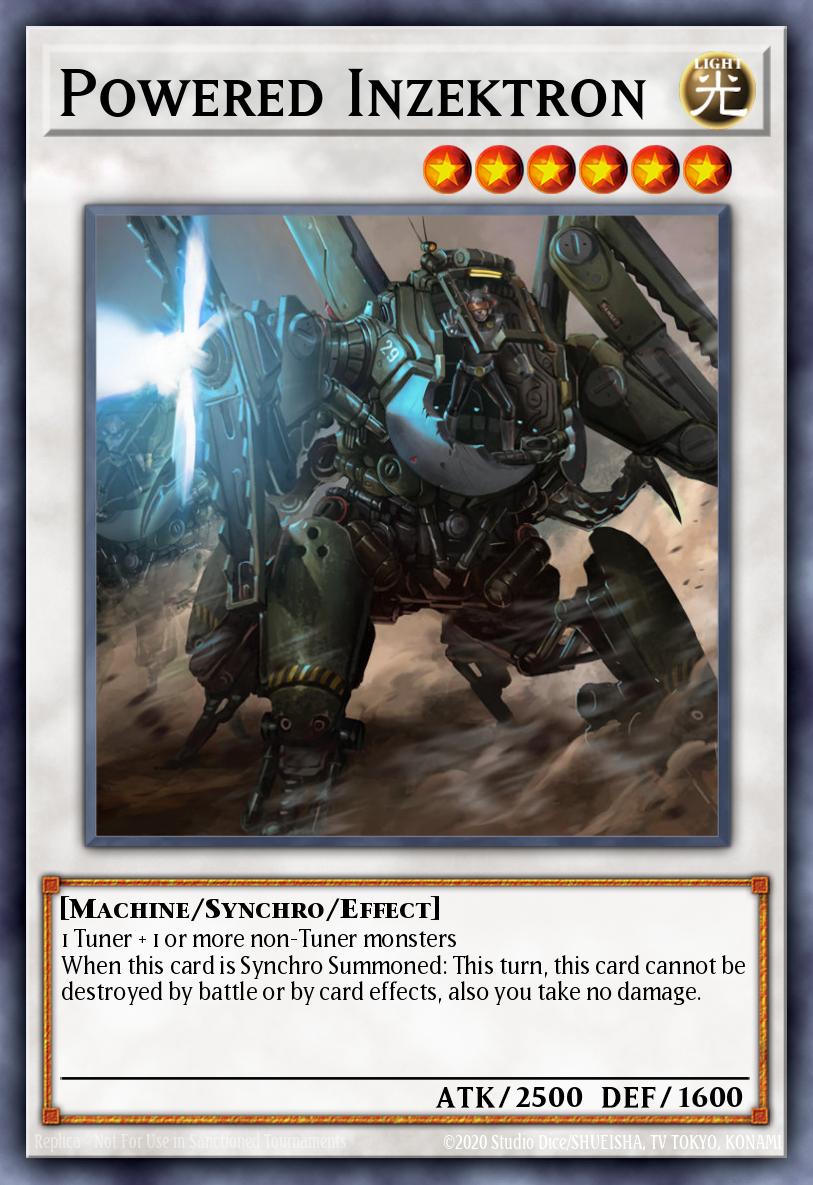 Powered Inzektron
LIGHT
光
29
[Machine/Synchro/Effect]
1 Tuner + 1 or more non-Tuner monsters
When this card is Synchro Summoned: This turn, this card cannot be
destroyed by battle or by card effects, also you take no damage.
ATK/2500 DEF/1600
Replica - Not For Use in Sanctioned Tournaments
©2020 Studio Dice/SHUEISHA, TV TOKYO, KONAMI